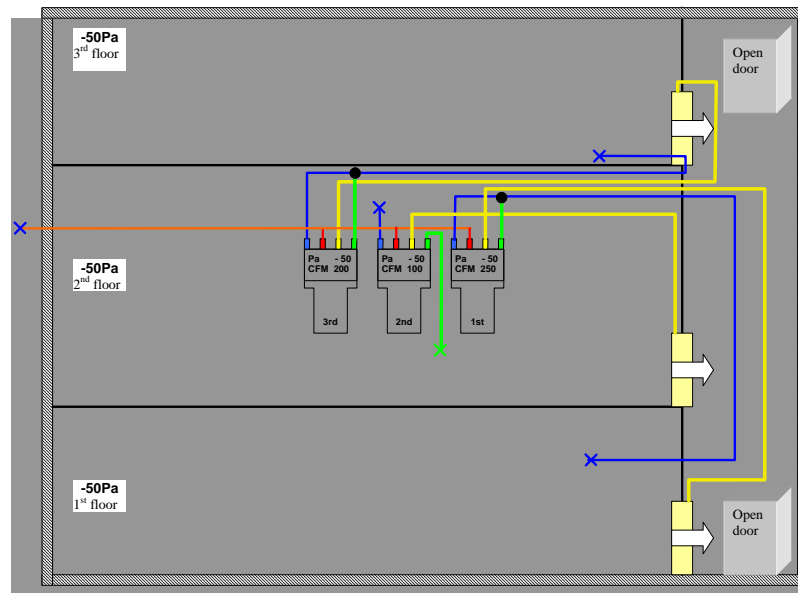 -50Pa
3rd floor
Open
door
-50Pa
2nd floor
Pa - 50
CFM 200
3rd
Pa - 50
CFM 100
2nd
Pa - 50
CFM 250
1st
-50Pa
1st floor
Open
door